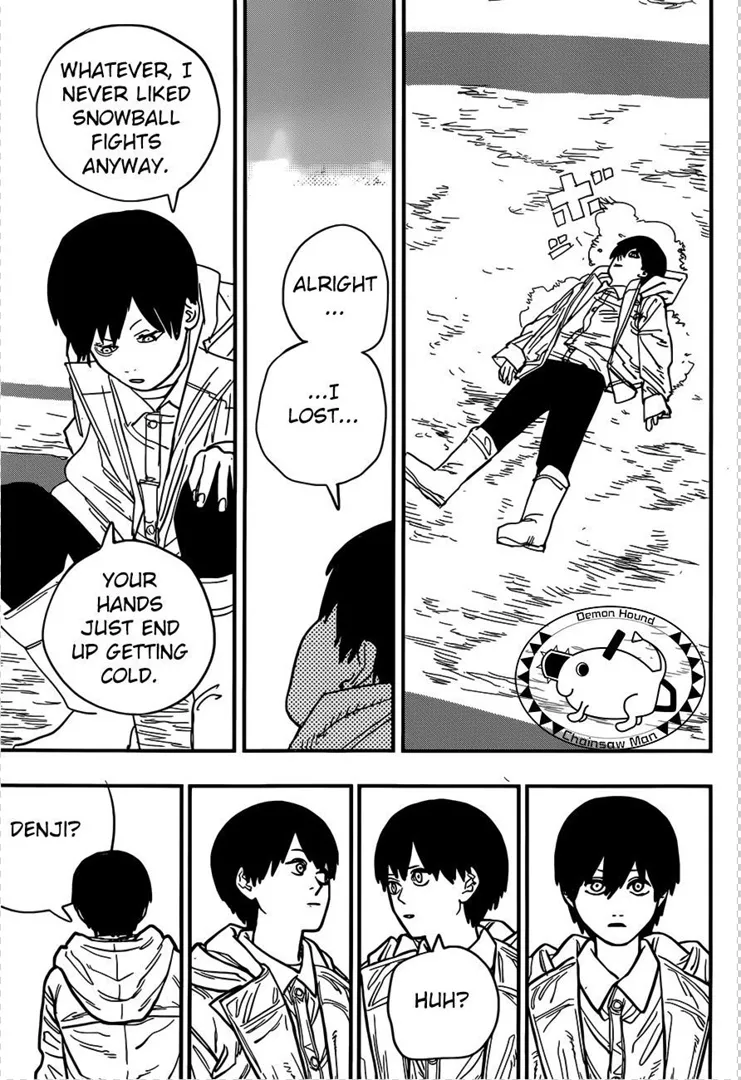 Demon Hound
Chainsaw Man
ALRIGHT
...
...I
LOST...
WHATEVER, I
NEVER LIKED
SNOWBALL
FIGHTS
ANYWAY.
YOUR
HANDS
JUST END
UP GETTING
COLD.
HUH?
DENJI?